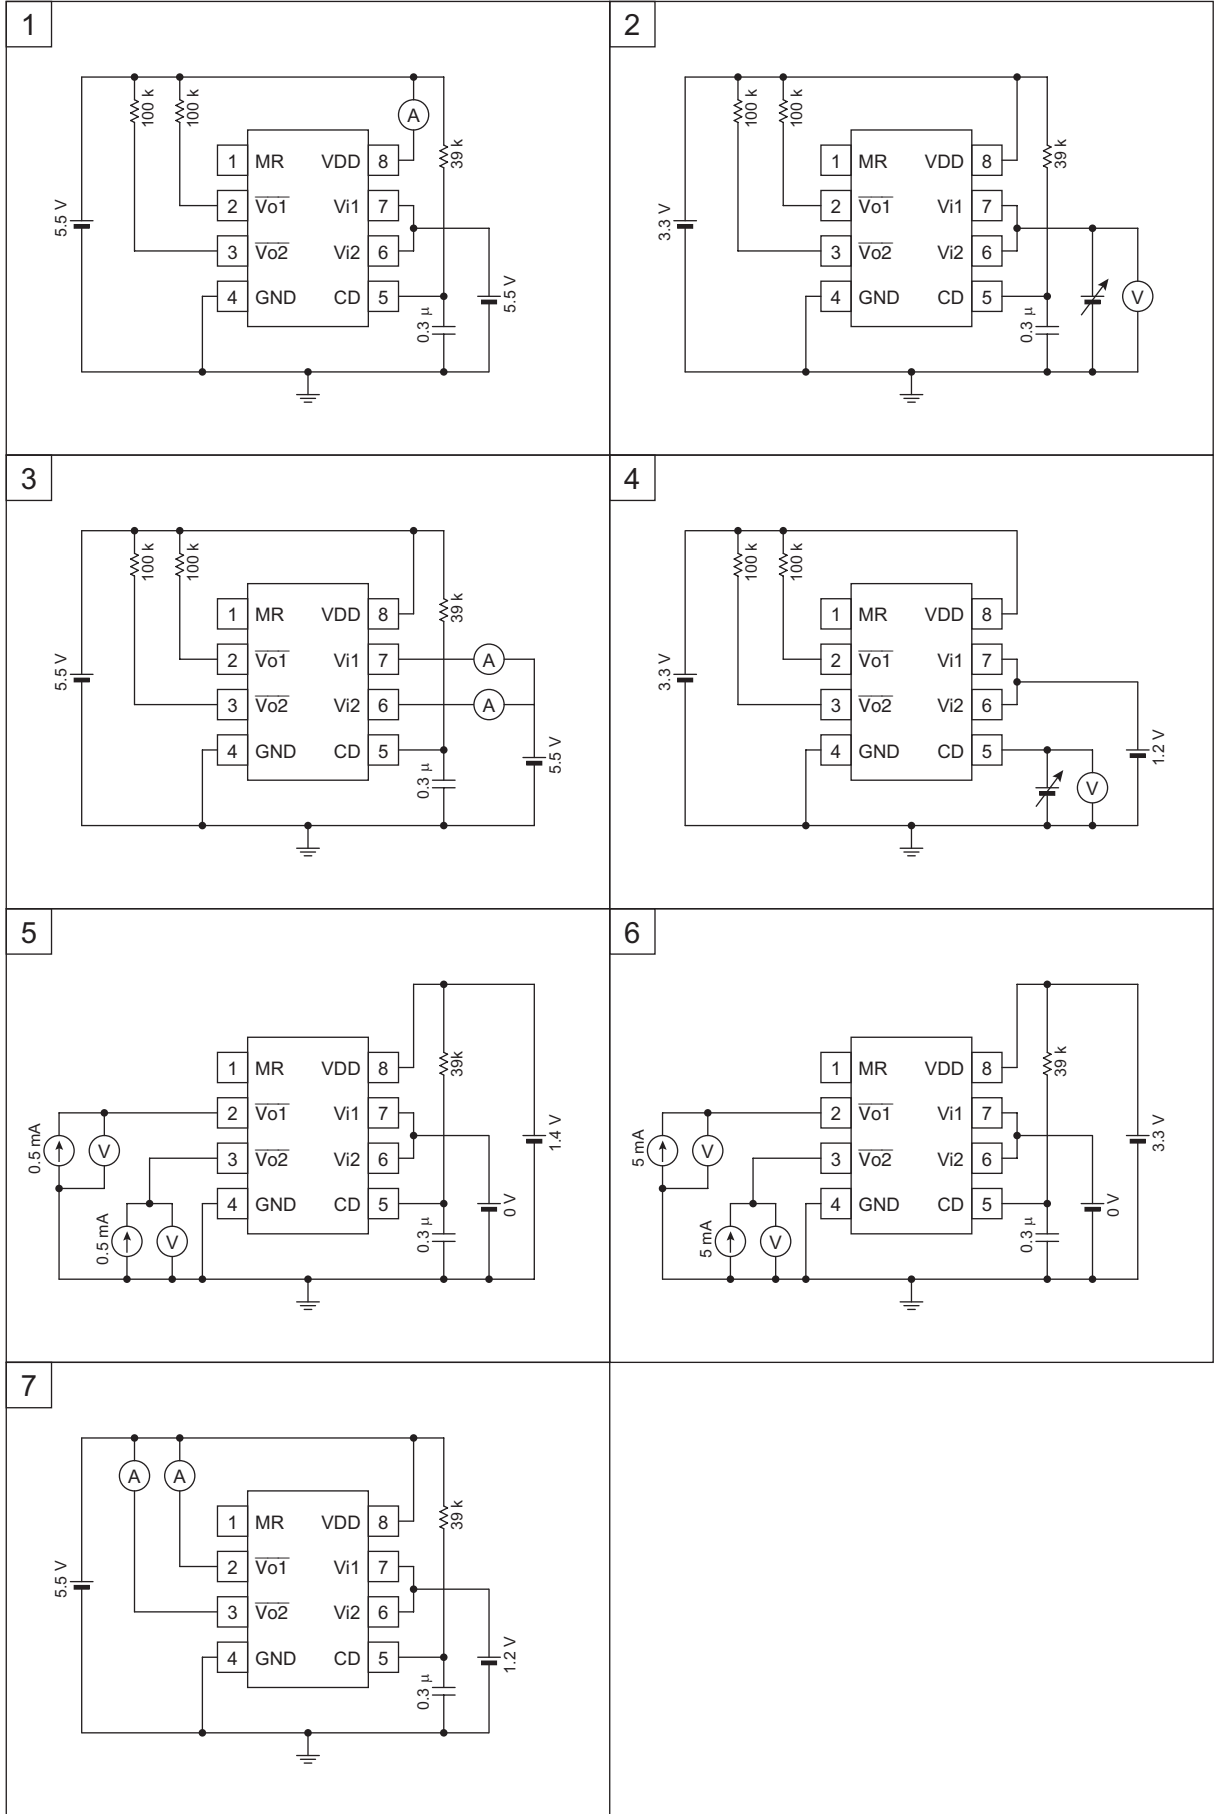 1
5.5 V
100 k
100 k
A
39 k
1 MR VDD 8
2 Vo1 Vi1 7
3 Vo2 Vi2 6
4 GND CD 5
0.3 μ
5.5 V
2
3.3 V
100 k
100 k
39 k
1 MR VDD 8
2 Vo1 Vi1 7
3 Vo2 Vi2 6
4 GND CD 5
0.3 μ
V
3
5.5 V
100 k
100 k
39 k
1 MR VDD 8
2 Vo1 Vi1 7
A
3 Vo2 Vi2 6
A
4 GND CD 5
0.3 μ
5.5 V
4
3.3 V
100 k
100 k
1 MR VDD 8
2 Vo1 Vi1 7
3 Vo2 Vi2 6
4 GND CD 5
V
1.2 V
5
39k
1 MR VDD 8
2 Vo1 Vi1 7
3 Vo2 Vi2 6
4 GND CD 5
0.5 mA
V
0.5 mA
V
0.3 μ
0 V
1.4 V
6
39 k
1 MR VDD 8
2 Vo1 Vi1 7
3 Vo2 Vi2 6
4 GND CD 5
5 mA
V
5 mA
V
0.3 μ
0 V
3.3 V
7
5.5 V
A
A
39 k
1 MR VDD 8
2 Vo1 Vi1 7
3 Vo2 Vi2 6
4 GND CD 5
0.3 μ
1.2 V